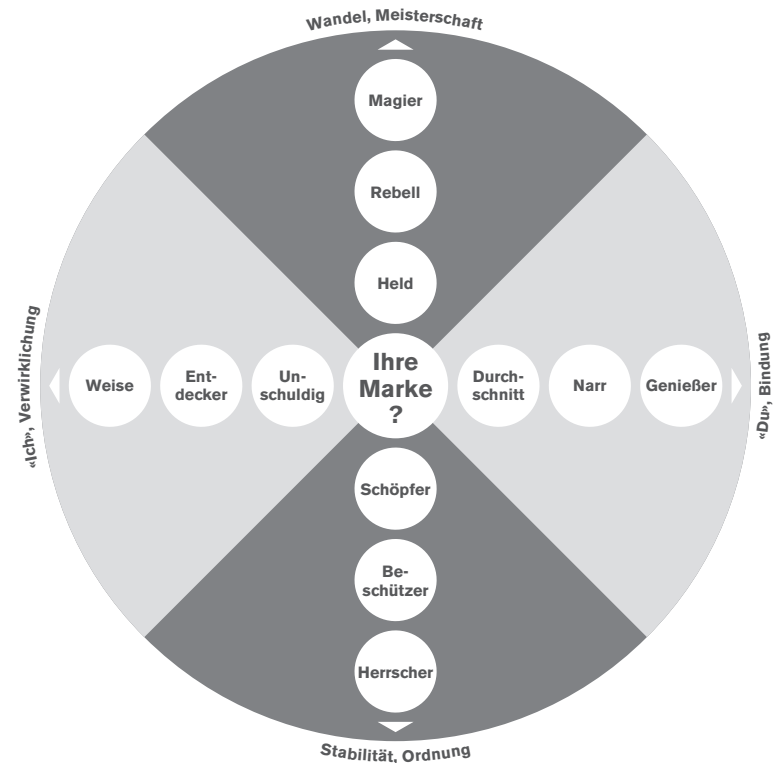 Wandel, Meisterschaft
Magier
Rebell
Held
«Ich», Verwirklichung
Weise
Ent-
decker
Un-
schuldig
Ihre
Marke
?
Durch-
schnitt
Narr
Genießer
«Du», Bindung
Schöpfer
Be-
schützer
Herrscher
Stabilität, Ordnung